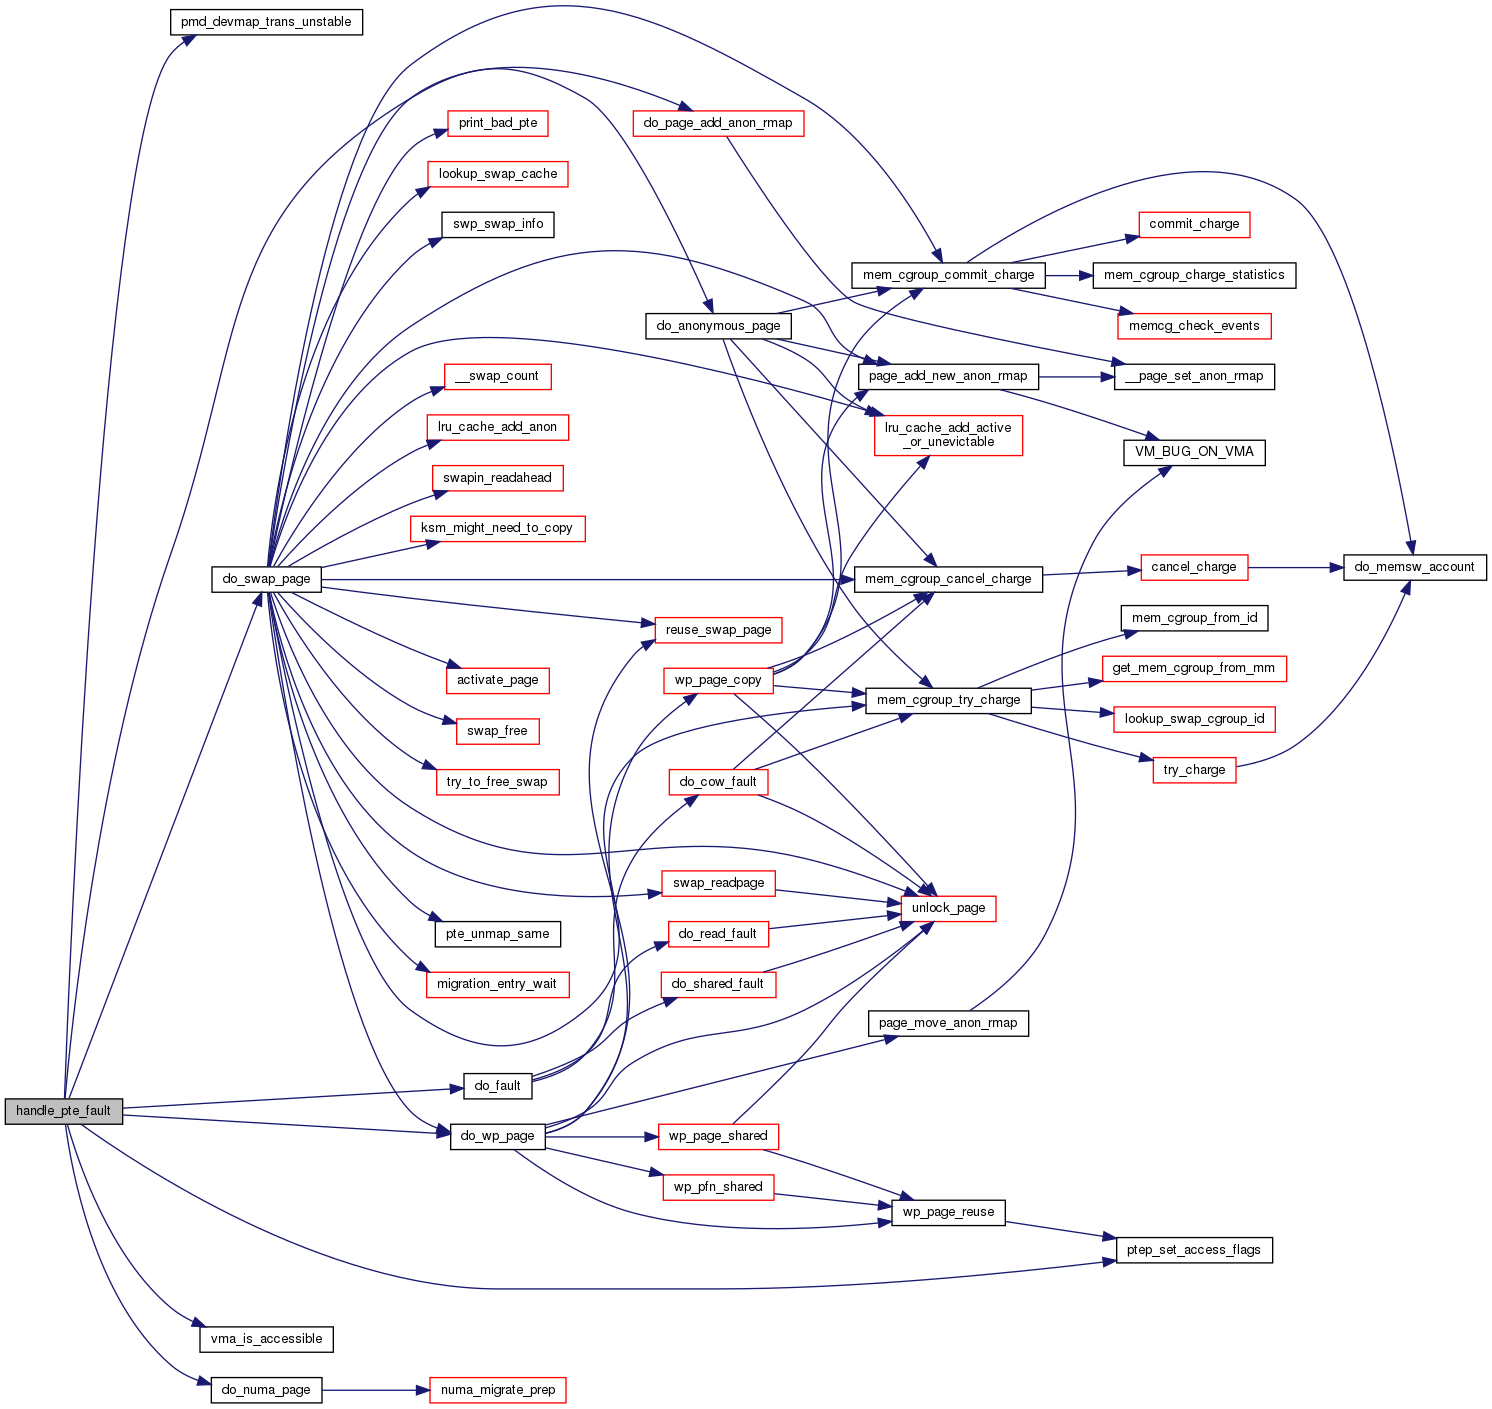 pmd_devmap_trans_unstable
print_bad_pte
do_page_add_anon_rmap
lookup_swap_cache
swp_swap_info
commit_charge
mem_cgroup_commit_charge
mem_cgroup_charge_statistics
do_anonymous_page
memcg_check_events
__swap_count
page_add_new_anon_rmap
__page_set_anon_rmap
lru_cache_add_anon
lru_cache_add_active
_or_unevictable
VM_BUG_ON_VMA
swapin_readahead
ksm_might_need_to_copy
do_swap_page
mem_cgroup_cancel_charge
cancel_charge
do_memsw_account
mem_cgroup_from_id
reuse_swap_page
get_mem_cgroup_from_mm
activate_page
wp_page_copy
mem_cgroup_try_charge
lookup_swap_cgroup_id
swap_free
try_charge
try_to_free_swap
do_cow_fault
swap_readpage
unlock_page
pte_unmap_same
do_read_fault
migration_entry_wait
do_shared_fault
page_move_anon_rmap
do_fault
handle_pte_fault
do_wp_page
wp_page_shared
wp_pfn_shared
wp_page_reuse
ptep_set_access_flags
vma_is_accessible
do_numa_page
numa_migrate_prep